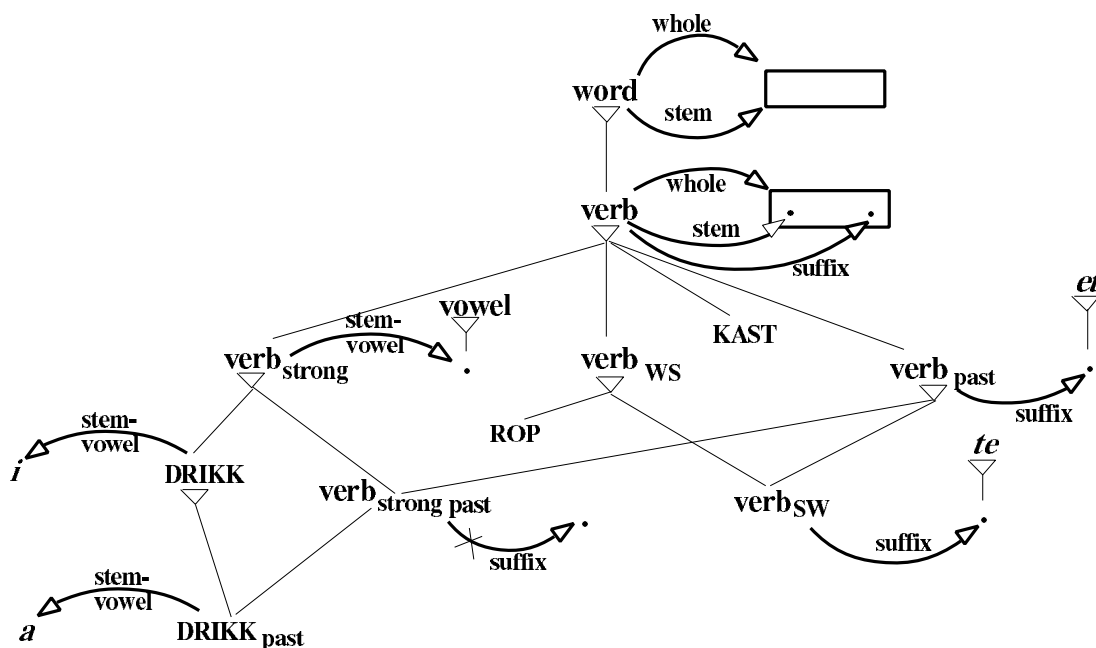 whole
word
stem
whole
verb
stem
suffix
et
vowel
stem-
vowel
KAST
verb strong
verb WS
verb past
suffix
stem-
vowel
ROP
te
i
DRIKK
verb strong past
verb SW
suffix
suffix
stem-
vowel
a
DRIKK past